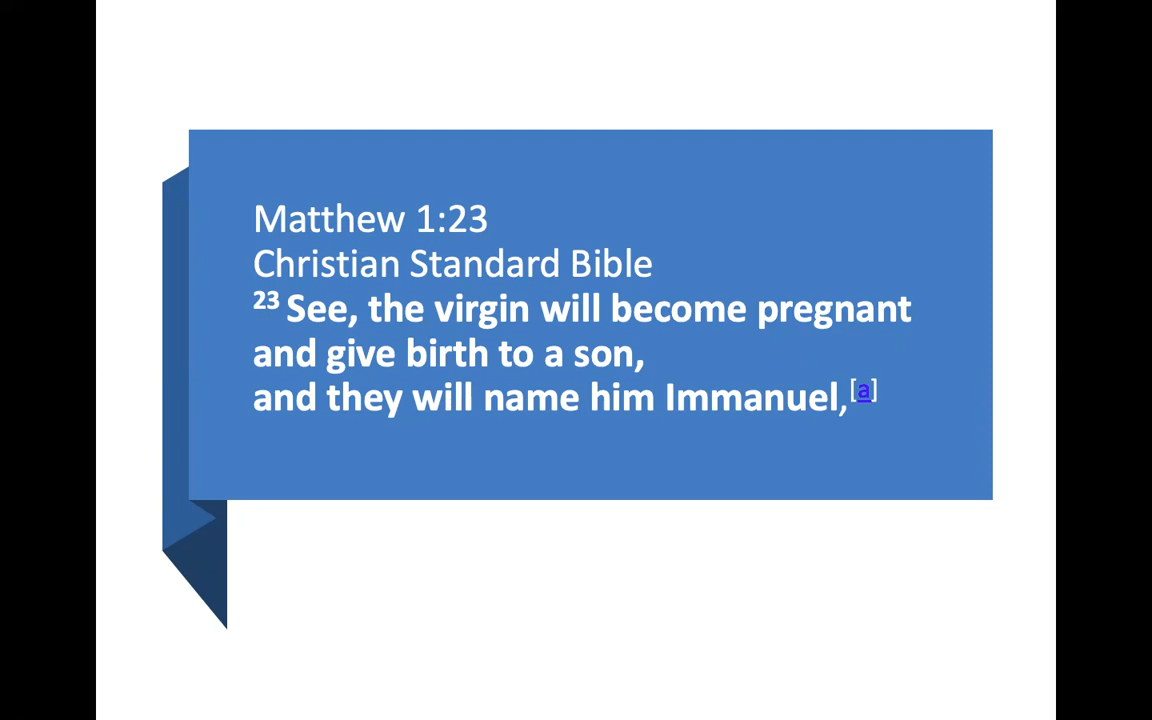 Matthew 1:23
Christian Standard Bible
23 See, the virgin will become pregnant
and give birth to a son,
and they will name him Immanuel,[a]